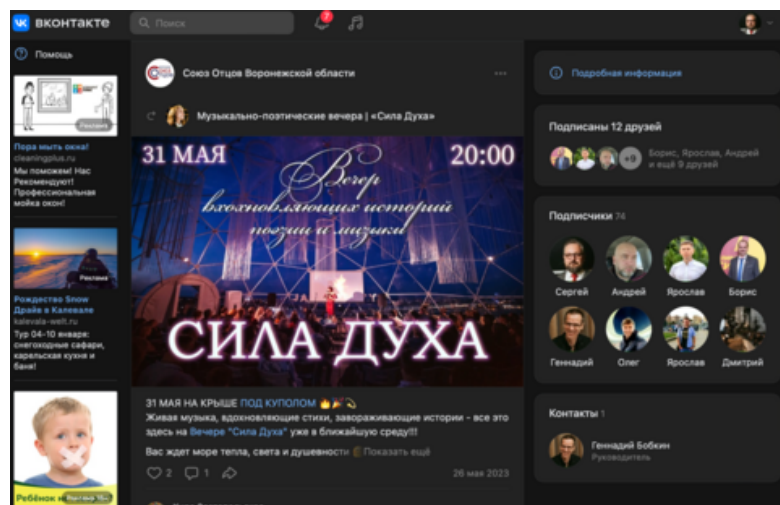 вконтакте
Поиск
Помощь
Реклама
Пора мыть окна!
cleaningplus.ru
Мы поможем! Нас
Рекомендуют!
Профессиональная
мойка окон!
Реклама
Рождество Snow
Драйв в Калевале
kalevala-welt.ru
Тур 04-10 января:
снегоходные сафари,
карельская кухня и
баня!
Ребёнок
Союз Отцов Воронежской области
Музыкально-поэтические вечера | «Сила Духа»
31 МАЯ
20:00
Вечер
вдохновляющих историй
поэзии и музыки
СИЛА ДУХА
31 МАЯ НА КРЫШЕ ПОД КУПОЛОМ
Живая музыка, вдохновляющие стихи, завораживающие истории - все это
здесь на Вечере "Сила Духа" уже в ближайшую среду!!!
Вас ждет море тепла, света и душевности Показать ещё
2 1
26 мая 2023
Подробная информация
Подписаны 12 друзей
+9
Борис, Ярослав, Андрей
и ещё 9 друзей
Подписчики 74
Сергей Андрей Ярослав Борис
Геннадий Олег Ярослав Дмитрий
Контакты 1
Геннадий Бобкин
Руководитель